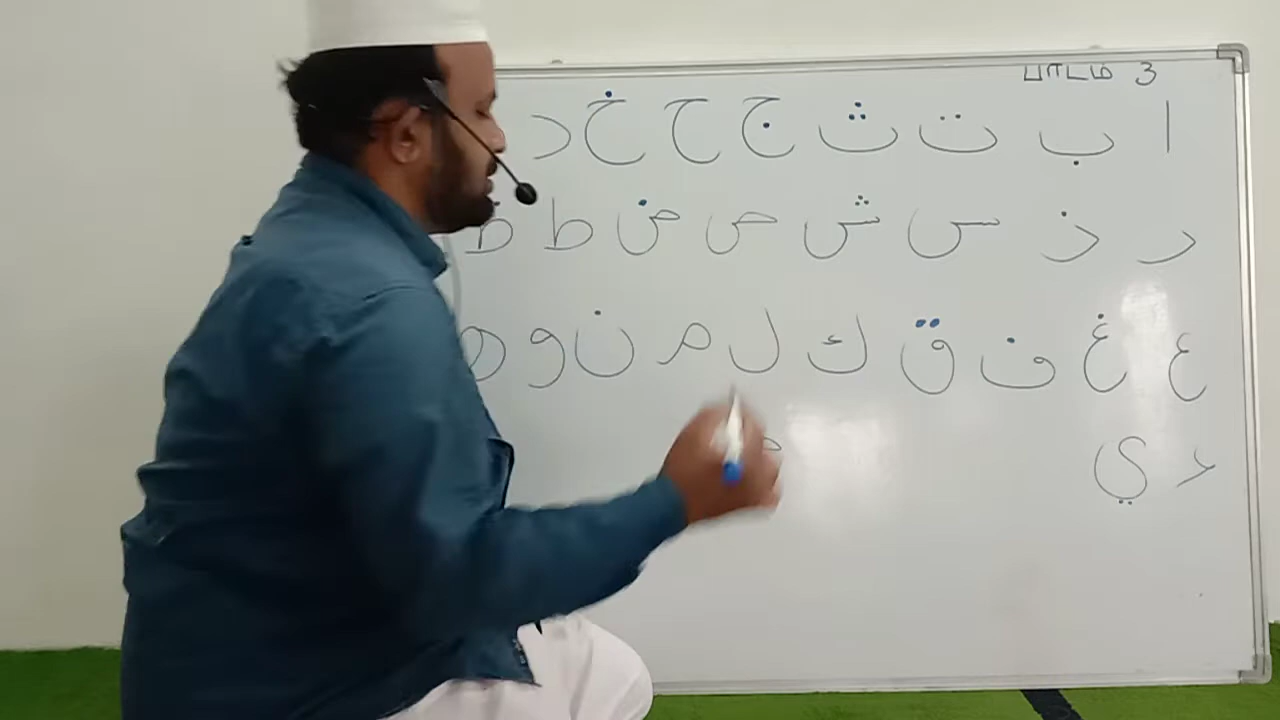 பாடம் 3
ا ب ت ث ج ح خ د
ر ز س ش ص ض ط ظ
ع غ ف ق ك ل م ن و ه
ء ي